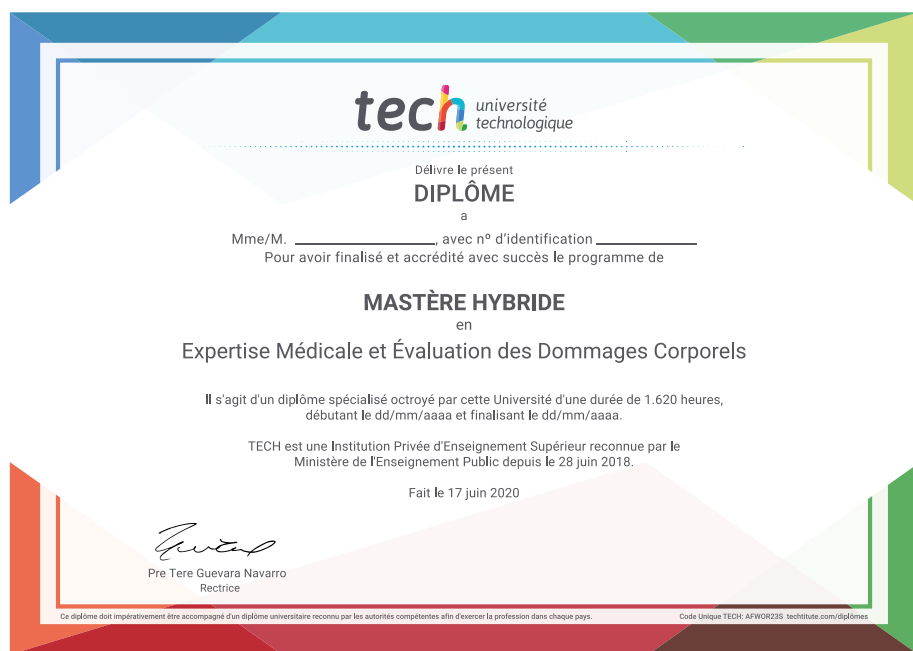 tech université
technologique
Délivre le présent
DIPLÔME
a
Mme/M. ____________, avec nº d'identification ____________
Pour avoir finalisé et accrédité avec succès le programme de
MASTÈRE HYBRIDE
en
Expertise Médicale et Évaluation des Dommages Corporels
Il s'agit d'un diplôme spécialisé octroyé par cette Université d'une durée de 1.620 heures,
débutant le dd/mm/aaaa et finalisant le dd/mm/aaaa.
TECH est une Institution Privée d'Enseignement Supérieur reconnue par le
Ministère de l'Enseignement Public depuis le 28 juin 2018.
Fait le 17 juin 2020
Pre Tere Guevara Navarro
Rectrice
Ce diplôme doit impérativement être accompagné d'un diplôme universitaire reconnu par les autorités compétentes afin d'exercer la profession dans chaque pays.
Code Unique TECH: AFWOR23S techtitute.com/diplômes